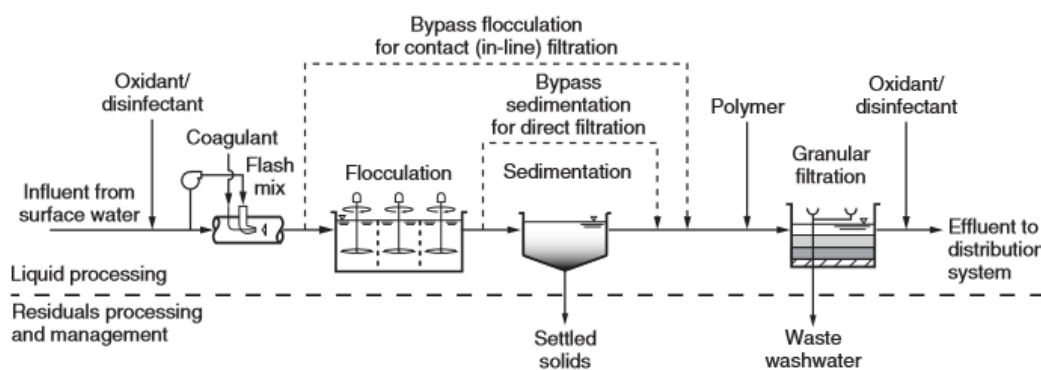 Bypass flocculation
for contact (in-line) filtration
Oxidant/
disinfectant
Bypass
sedimentation
for direct filtration
Polymer
Oxidant/
disinfectant
Coagulant
Flash
mix
Flocculation
Sedimentation
Granular
filtration
Influent from
surface water
Effluent to
distribution
system
Liquid processing
Residuals processing
and management
Settled
solids
Waste
washwater